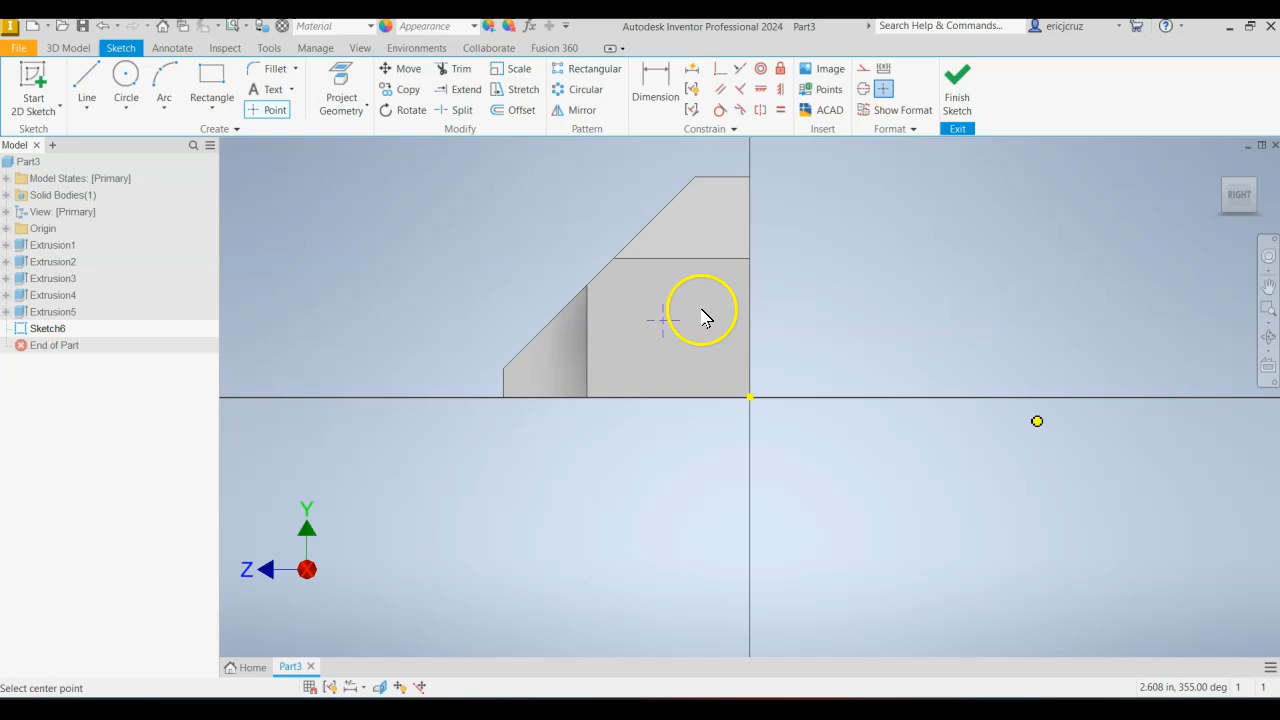 Material Appearance Autodesk Inventor Professional 2024 Part3 Search Help & Commands... ericjcruz
File 3D Model Sketch Annotate Inspect Tools Manage View Environments Collaborate Fusion 360
Start 2D Sketch Line Circle Arc Rectangle Fillet Text Point Project Geometry Move Copy Rotate Trim Extend Split Scale Stretch Offset Rectangular Circular Mirror Dimension Image Points ACAD Show Format Finish Sketch
Sketch Create Modify Pattern Constrain Insert Format Exit
Model
Part3
Model States: [Primary]
Solid Bodies(1)
View: [Primary]
Origin
Extrusion1
Extrusion2
Extrusion3
Extrusion4
Extrusion5
Sketch6
End of Part
RIGHT
Y
Z
X
Home Part3
Select center point 2.608 in, 355.00 deg 1 1